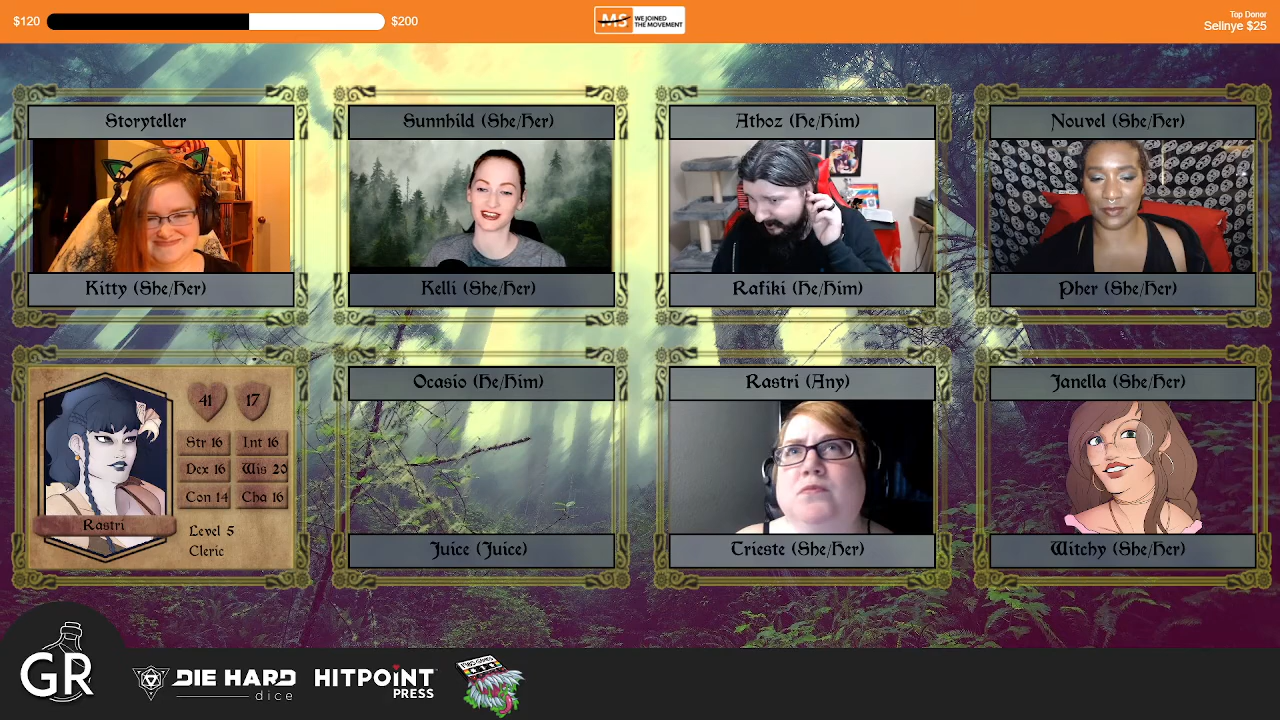 $120
$200
MS
WE JOINED
THE MOVEMENT
Top Donor
Selinye $25
Storyteller
Sunnhild (She/Her)
Athoz (He/Him)
Nouvel (She/Her)
Kitty (She/Her)
Kelli (She/Her)
Rafiki (He/Him)
Pher (She/Her)
41
17
Str 16
Int 16
Dex 16
Wis 20
Con 14
Cha 16
Rastri
Level 5
Cleric
Ocasio (He/Him)
Rastri (Any)
Janella (She/Her)
Juice (Juice)
Trieste (She/Her)
Witchy (She/Her)
GR
DIE HARD
dice
HITPOINT
PRESS